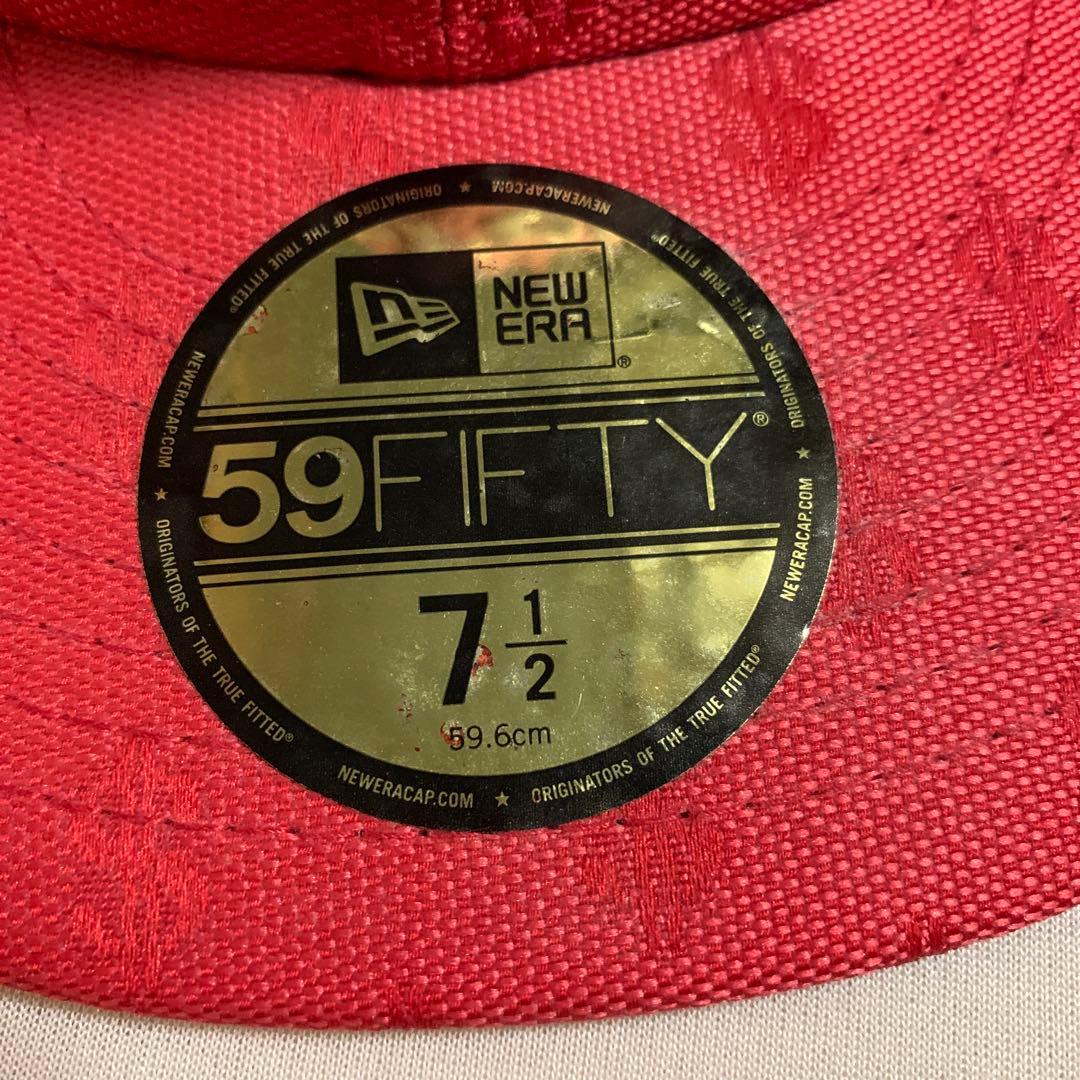 NEW
ERA
®
59FIFTY®
7 1/2
59.6cm
NEWERACAP.COM ★ ORIGINATORS OF THE TRUE FITTED®
NEWERACAP.COM ★ ORIGINATORS OF THE TRUE FITTED®
NEWERACAP.COM ★ ORIGINATORS OF THE TRUE FITTED®
NEWERACAP.COM ★ ORIGINATORS OF THE TRUE FITTED®